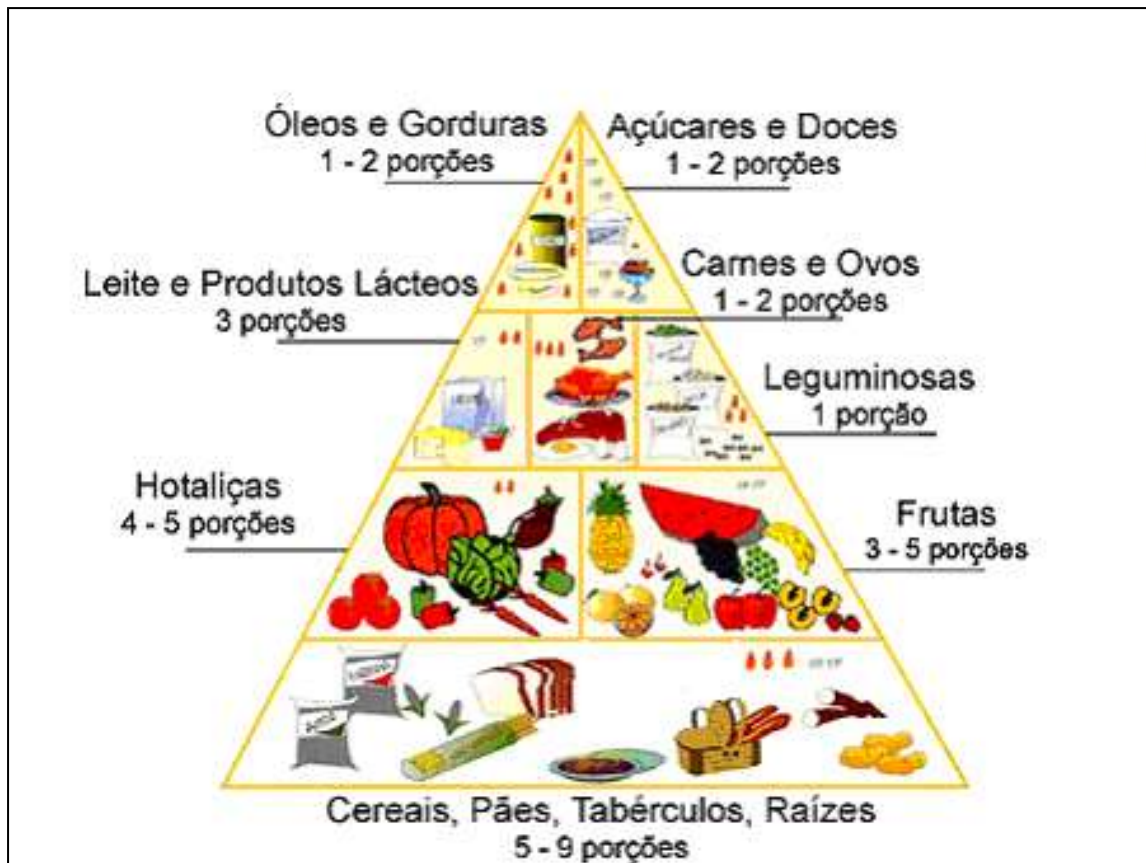 Óleos e Gorduras
1 - 2 porções
Açúcares e Doces
1 - 2 porções
Leite e Produtos Lácteos
3 porções
Carnes e Ovos
1 - 2 porções
Leguminosas
1 porção
Hotaliças
4 - 5 porções
Frutas
3 - 5 porções
Cereais, Pães, Tabérculos, Raízes
5 - 9 porções